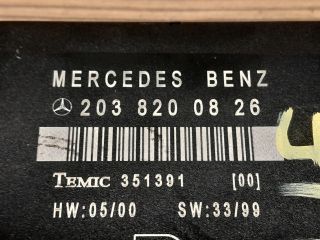 MERCEDES BENZ
203 820 08 26
TEMIC 351391 [00]
HW:05/00 SW:33/99